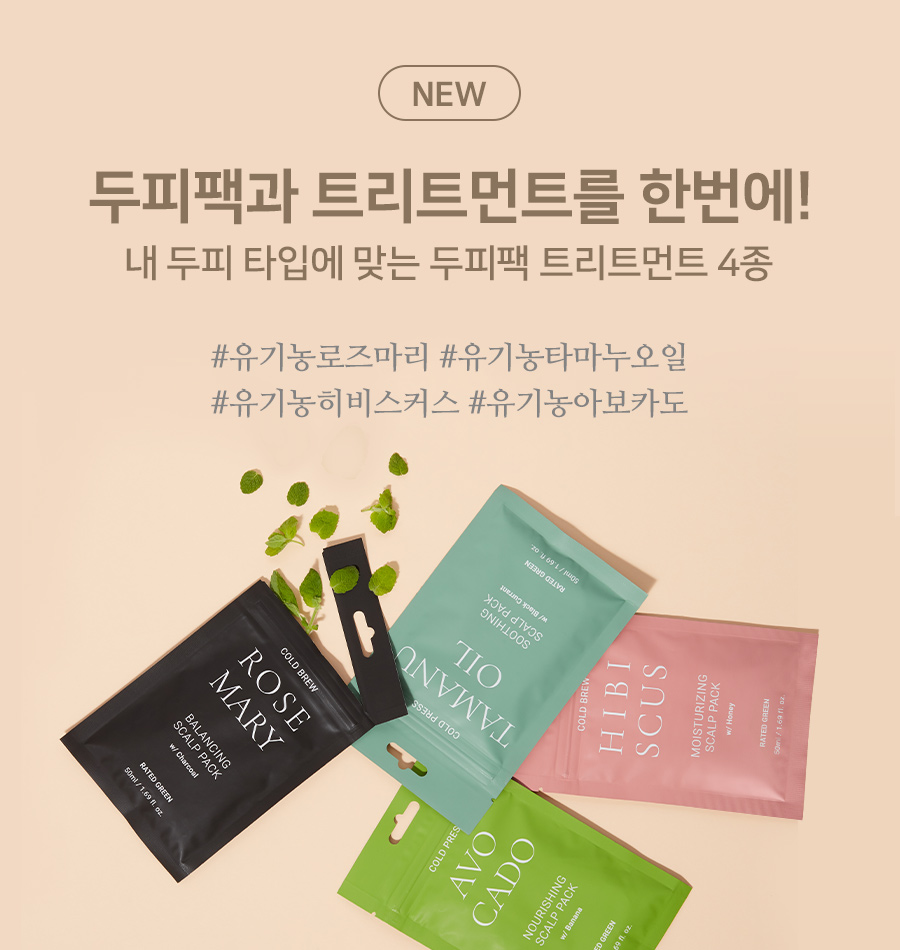 NEW
두피팩과 트리트먼트를 한번에!
내 두피 타입에 맞는 두피팩 트리트먼트 4종
#유기농로즈마리 #유기농타마누오일
#유기농히비스커스 #유기농아보카도
COLD BREW
ROSE
MARY
BALANCING
SCALP PACK
w/ Charcoal
RATED GREEN
50ml / 1.69 fl. oz.
COLD PRESS
TAMANU
OIL
SOOTHING
SCALP PACK
w/ Black Currant
RATED GREEN
50ml / 1.69 fl. oz.
COLD BREW
HIBI
SCUS
MOISTURIZING
SCALP PACK
w/ Honey
RATED GREEN
50ml / 1.69 fl. oz.
COLD PRES
AVO
CADO
NOURISHING
SCALP PACK
w/ Banana
RATED GREEN
.69 fl. oz.